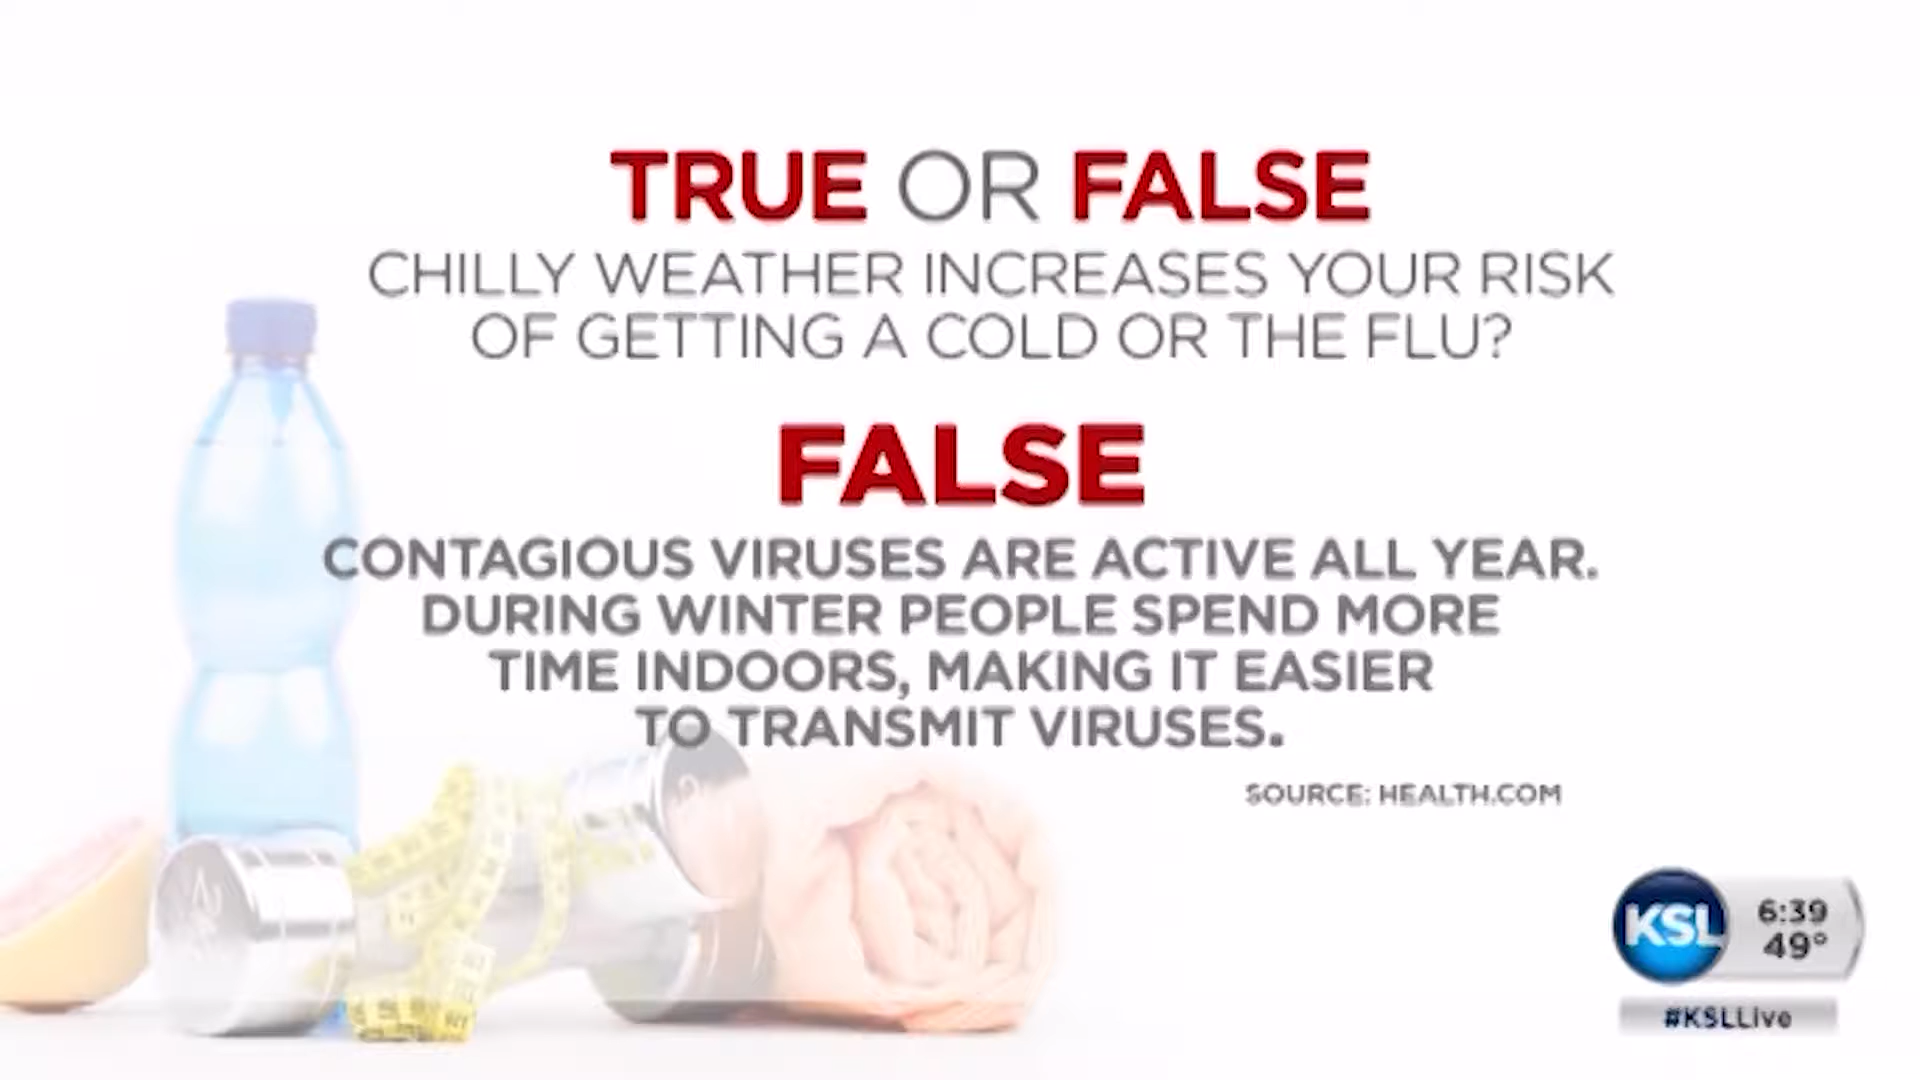 TRUE OR FALSE
CHILLY WEATHER INCREASES YOUR RISK
OF GETTING A COLD OR THE FLU?
FALSE
CONTAGIOUS VIRUSES ARE ACTIVE ALL YEAR.
DURING WINTER PEOPLE SPEND MORE
TIME INDOORS, MAKING IT EASIER
TO TRANSMIT VIRUSES.
SOURCE: HEALTH.COM
KSL
6:39
49°
#KSLLive